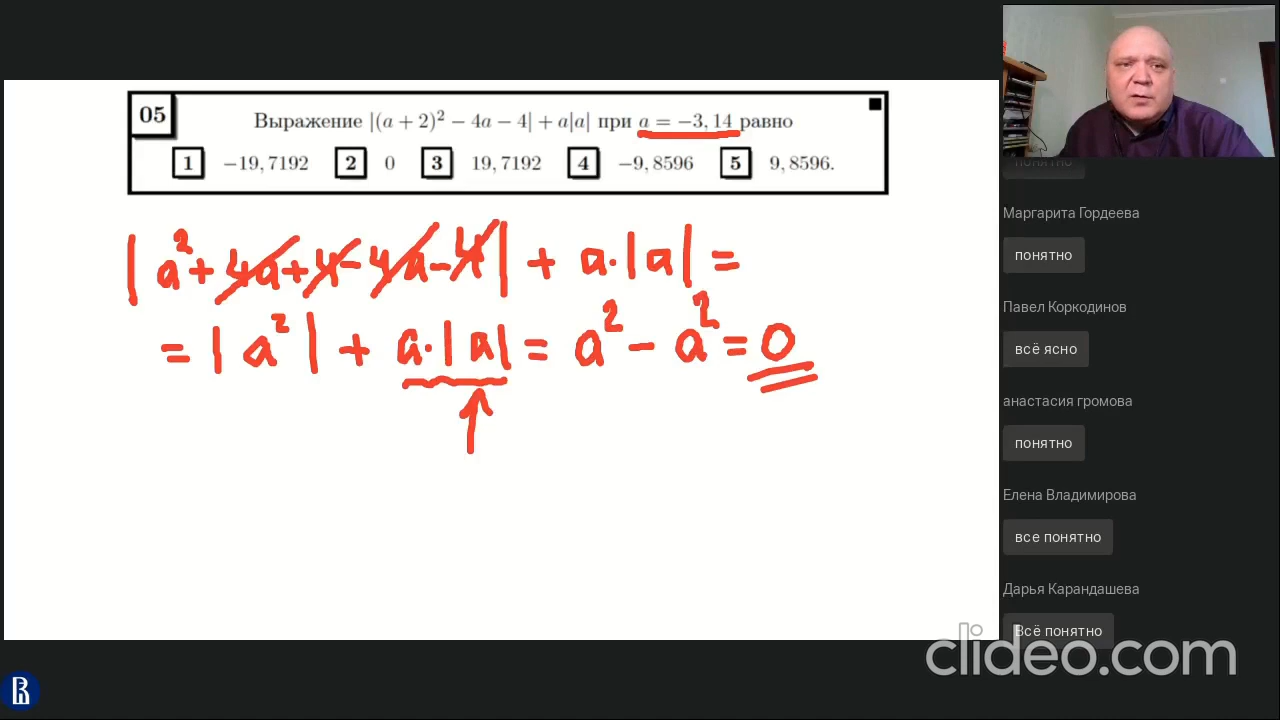 05
Выражение |(a + 2)² − 4a − 4| + a|a| при a = −3, 14 равно
1 −19, 7192 2 0 3 19, 7192 4 −9, 8596 5 9, 8596.
|a² + 4a + 4 − 4a − 4| + a·|a| =
= |a²| + a·|a| = a² − a² = 0
понятно
Маргарита Гордеева
понятно
Павел Коркодинов
всё ясно
анастасия громова
понятно
Елена Владимирова
все понятно
Дарья Карандашева
Всё понятно
clideo.com